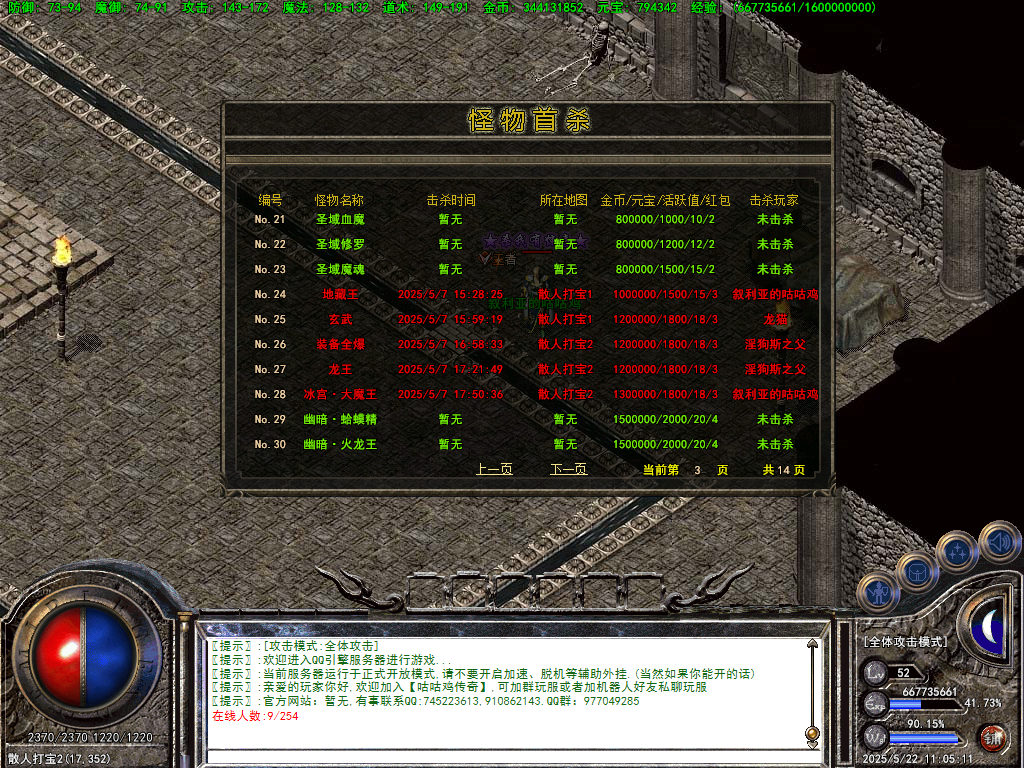 防御: 73-94 魔御: 74-91 攻击: 143-172 魔法: 128-132 道术: 149-191 金币: 344131852 元宝: 794342 经验: (667735661/1600000000)
怪物首杀
编号 怪物名称 击杀时间 所在地图 金币/元宝/活跃值/红包 击杀玩家
No.21 圣域血魔 暂无 暂无 800000/1000/10/2 未击杀
No.22 圣域修罗 暂无 暂无 800000/1200/12/2 未击杀
No.23 圣域魔魂 暂无 暂无 800000/1500/15/2 未击杀
No.24 地藏王 2025/5/7 15:28:25 散人打宝1 1000000/1500/15/3 叙利亚的咕咕鸡
No.25 玄武 2025/5/7 15:59:19 散人打宝1 1200000/1800/18/3 龙猫
No.26 装备全爆 2025/5/7 16:58:33 散人打宝2 1200000/1800/18/3 淫狗斯之父
No.27 龙王 2025/5/7 17:21:49 散人打宝2 1200000/1800/18/3 淫狗斯之父
No.28 冰宫·大魔王 2025/5/7 17:50:36 散人打宝2 1300000/1800/18/3 叙利亚的咕咕鸡
No.29 幽暗·蛤蟆精 暂无 暂无 1500000/2000/20/4 未击杀
No.30 幽暗·火龙王 暂无 暂无 1500000/2000/20/4 未击杀
上一页 下一页 当前第 3 页 共14页
〖提示〗:[攻击模式:全体攻击]
〖提示〗:欢迎进入QQ引擎服务器进行游戏...
〖提示〗:当前服务器运行于正式开放模式,请不要开启加速、脱机等辅助外挂.(当然如果你能开的话)
〖提示〗:亲爱的玩家你好,欢迎加入【咕咕鸡传奇】,可加群玩服或者加机器人好友私聊玩服
〖提示〗:官方网站: 暂无,有事联系QQ:745223613,910862143,QQ群: 977049285
在线人数:9/254
2370/2370 1220/1220
散人打宝2(17,352)
[全体攻击模式]
Lv 52
667735661
Exp 41.73%
90.15%
W
2025/5/22 11:05:11